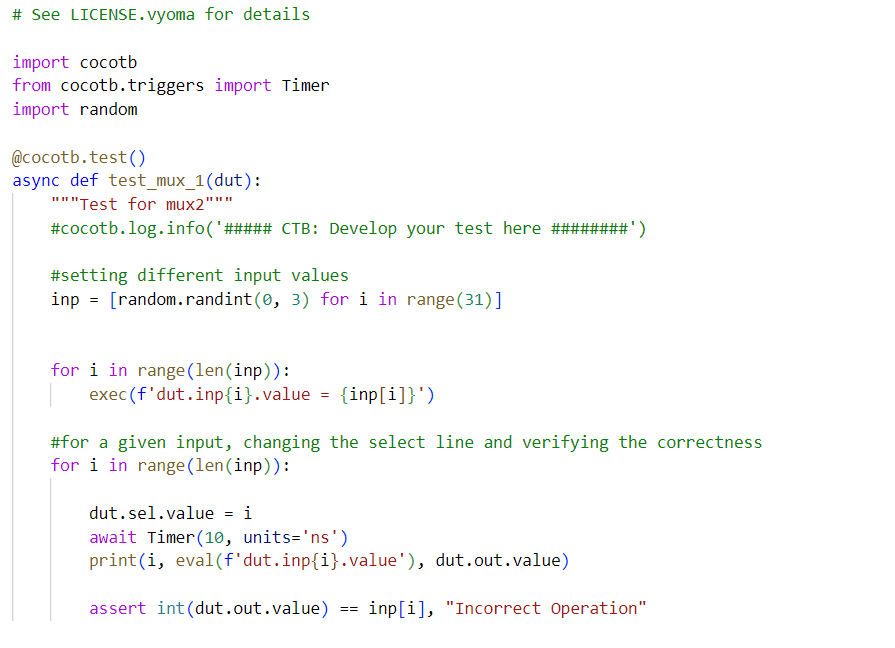 # See LICENSE.vyoma for details
import cocotb
from cocotb.triggers import Timer
import random
@cocotb.test()
async def test_mux_1(dut):
"""Test for mux2"""
#cocotb.log.info('##### CTB: Develop your test here ########')
#setting different input values
inp = [random.randint(0, 3) for i in range(31)]
for i in range(len(inp)):
exec(f'dut.inp{i}.value = {inp[i]}')
#for a given input, changing the select line and verifying the correctness
for i in range(len(inp)):
dut.sel.value = i
await Timer(10, units='ns')
print(i, eval(f'dut.inp{i}.value'), dut.out.value)
assert int(dut.out.value) == inp[i], "Incorrect Operation"